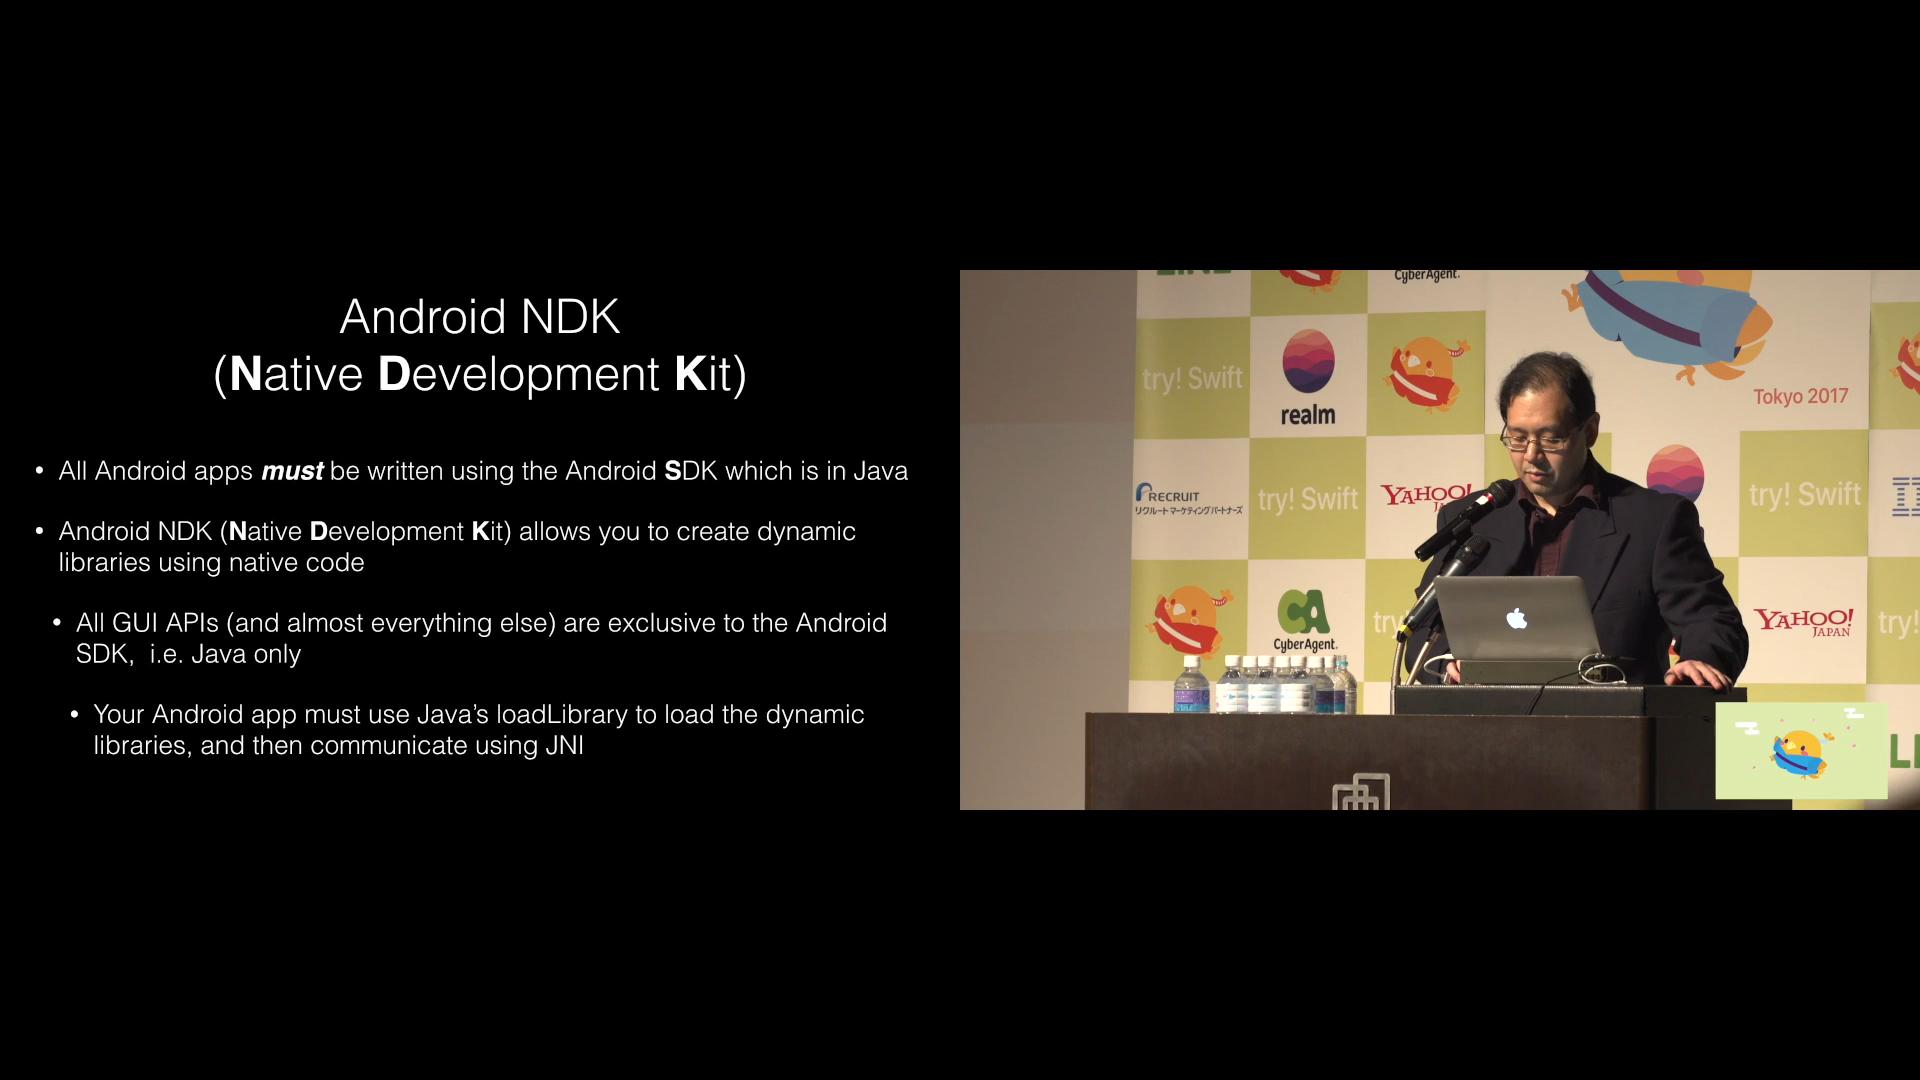 Android NDK
(Native Development Kit)
• All Android apps must be written using the Android SDK which is in Java
• Android NDK (Native Development Kit) allows you to create dynamic
libraries using native code
• All GUI APIs (and almost everything else) are exclusive to the Android
SDK, i.e. Java only
• Your Android app must use Java’s loadLibrary to load the dynamic
libraries, and then communicate using JNI
CyberAgent.
try! Swift
realm
Tokyo 2017
RECRUIT
リクルートマーケティングパートナーズ
try! Swift
YAHOO!
try! Swift
CA
CyberAgent.
try!
YAHOO!
JAPAN
try!